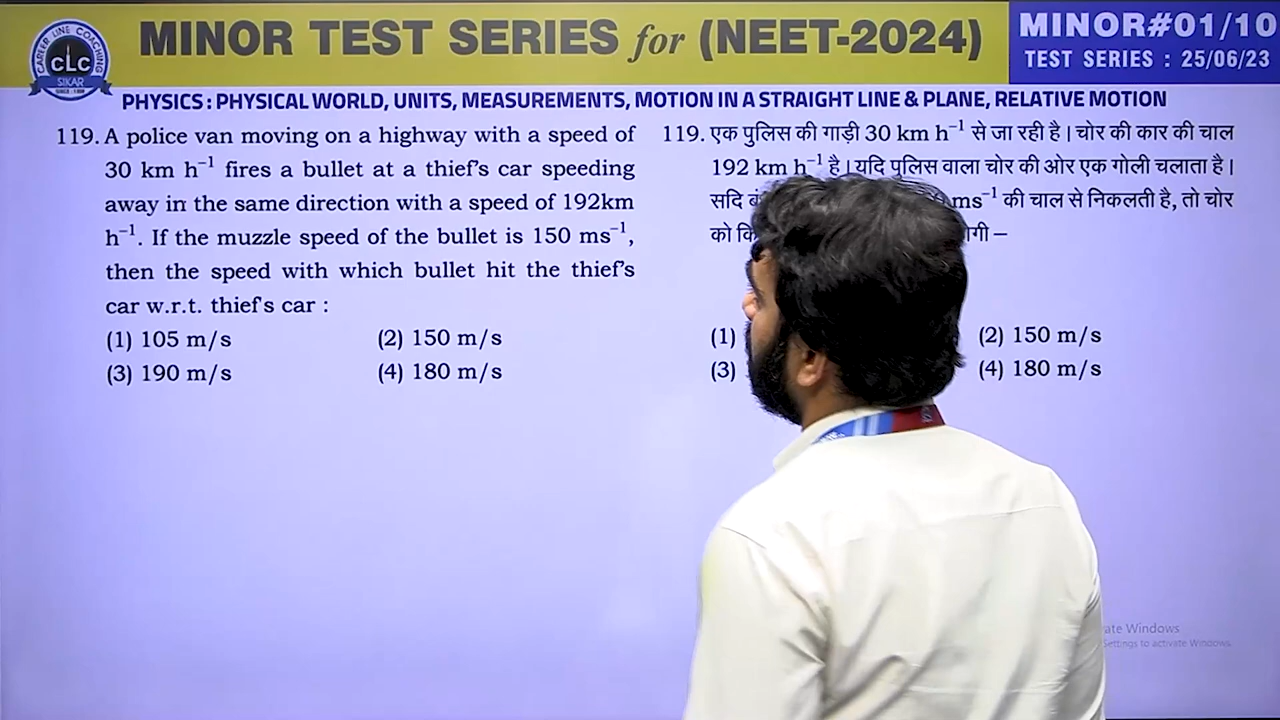 MINOR TEST SERIES for (NEET-2024)
MINOR#01/10
TEST SERIES : 25/06/23
CAREER LINE COACHING
CLC
SIKAR
PHYSICS : PHYSICAL WORLD, UNITS, MEASUREMENTS, MOTION IN A STRAIGHT LINE & PLANE, RELATIVE MOTION
119. A police van moving on a highway with a speed of
30 km h⁻¹ fires a bullet at a thief's car speeding
away in the same direction with a speed of 192km
h⁻¹. If the muzzle speed of the bullet is 150 ms⁻¹,
then the speed with which bullet hit the thief's
car w.r.t. thief's car :
(1) 105 m/s (2) 150 m/s
(3) 190 m/s (4) 180 m/s
119. एक पुलिस की गाड़ी 30 km h⁻¹ से जा रही है। चोर की कार की चाल
192 km h⁻¹ है। यदि पुलिस वाला चोर की ओर एक गोली चलाता है।
सदि ms⁻¹ की चाल से निकलती है, तो चोर
को
(1) (2) 150 m/s
(3) (4) 180 m/s
Windows
Settings to activate Windows.